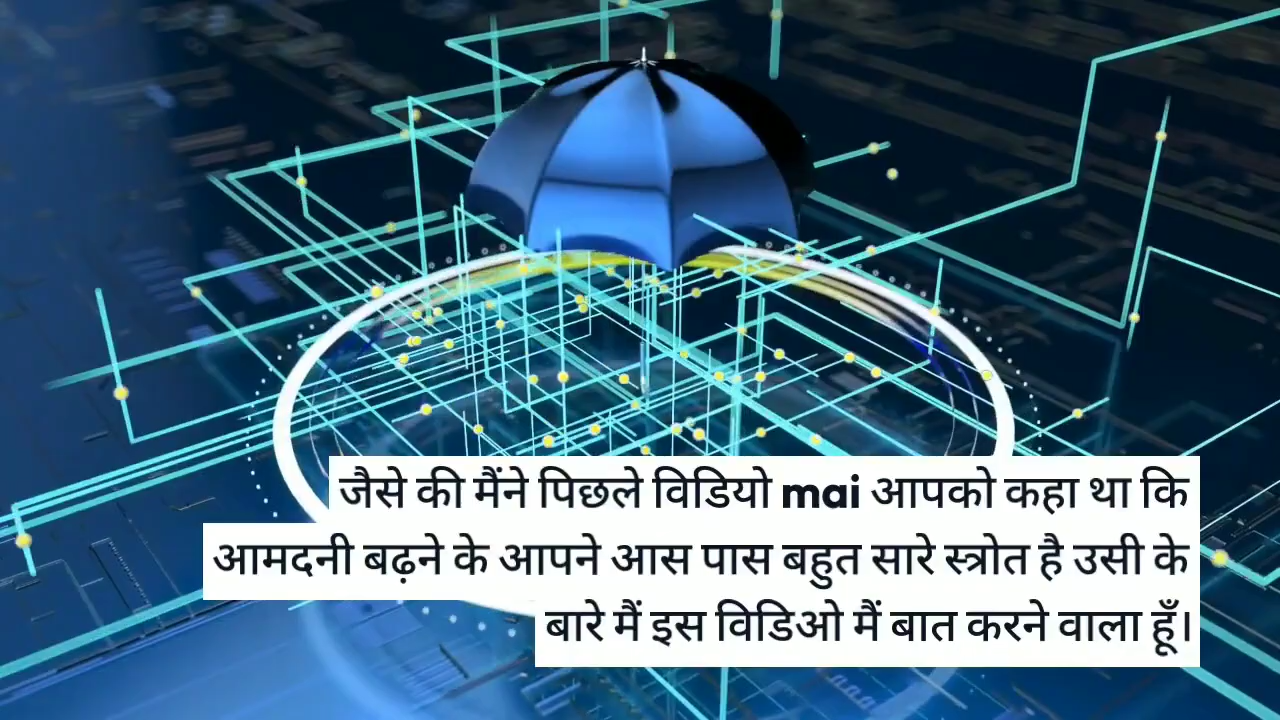 जैसे की मैंने पिछले विडियो mai आपको कहा था कि
आमदनी बढ़ने के आपने आस पास बहुत सारे स्त्रोत है उसी के
बारे मैं इस विडिओ मैं बात करने वाला हूँ।